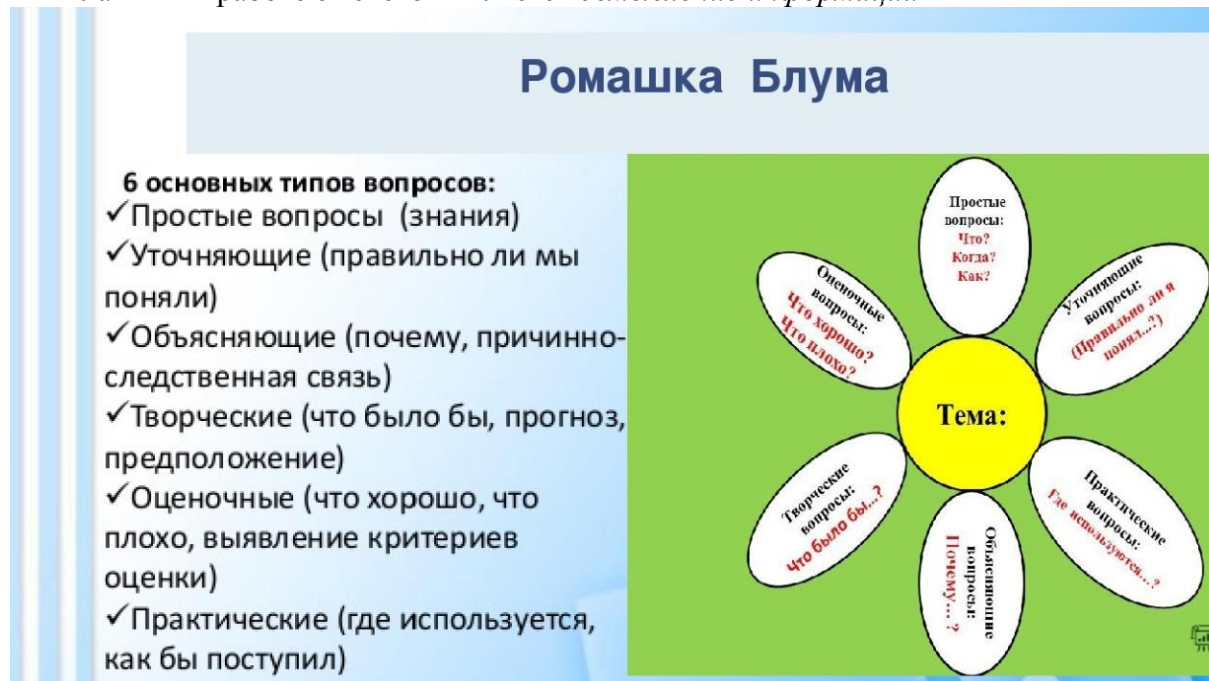 Ромашка Блума
6 основных типов вопросов:
✓Простые вопросы (знания)
✓Уточняющие (правильно ли мы
поняли)
✓Объясняющие (почему, причинно-
следственная связь)
✓Творческие (что было бы, прогноз,
предположение)
✓Оценочные (что хорошо, что
плохо, выявление критериев
оценки)
✓Практические (где используется,
как бы поступил)
Простые
вопросы:
Что?
Когда?
Как?
Уточняющие
вопросы:
(Правильно ли я
понял...?)
Практические
вопросы:
Где используются...?
Объясняющие
вопросы:
Почему...?
Творческие
вопросы:
Что было бы...?
Оценочные
вопросы:
Что хорошо?
Что плохо?
Тема: